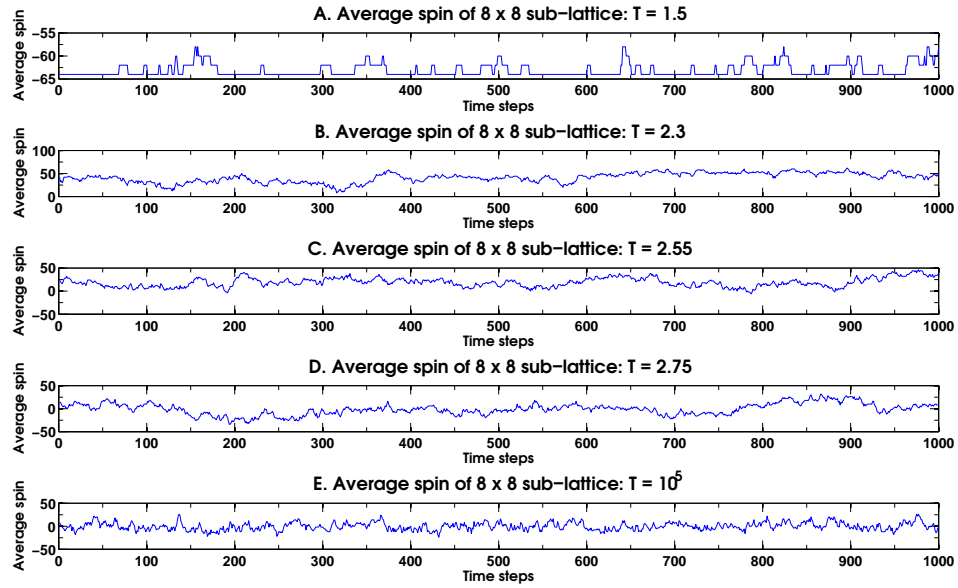 A. Average spin of 8 x 8 sub−lattice: T = 1.5
Average spin
−55
−60
−65
0 100 200 300 400 500 600 700 800 900 1000
Time steps
B. Average spin of 8 x 8 sub−lattice: T = 2.3
Average spin
100
50
0
0 100 200 300 400 500 600 700 800 900 1000
Time steps
C. Average spin of 8 x 8 sub−lattice: T = 2.55
Average spin
50
0
−50
0 100 200 300 400 500 600 700 800 900 1000
Time steps
D. Average spin of 8 x 8 sub−lattice: T = 2.75
Average spin
50
0
−50
0 100 200 300 400 500 600 700 800 900 1000
Time steps
E. Average spin of 8 x 8 sub−lattice: T = 10⁵
Average spin
50
0
−50
0 100 200 300 400 500 600 700 800 900 1000
Time steps